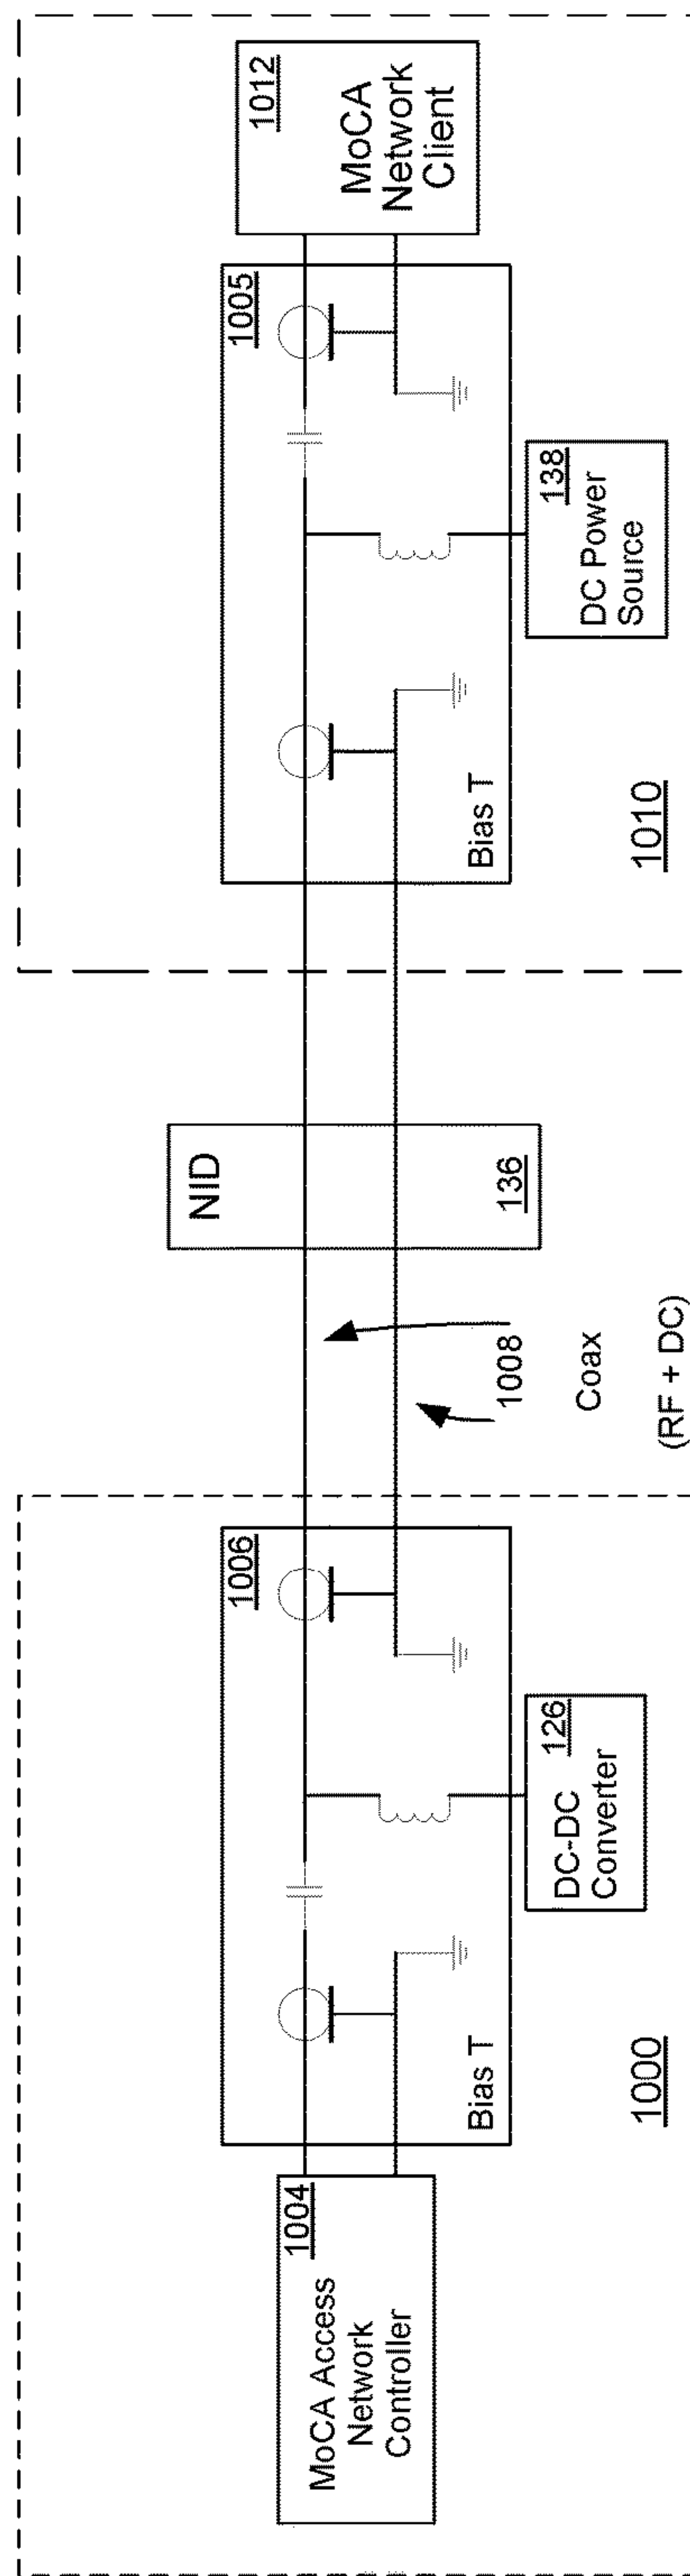 1004
MoCA Access
Network
Controller
1006
Bias T
126
DC-DC
Converter
1000
1008
Coax
(RF + DC)
NID
136
1005
Bias T
138
DC Power
Source
1010
1012
MoCA
Network
Client